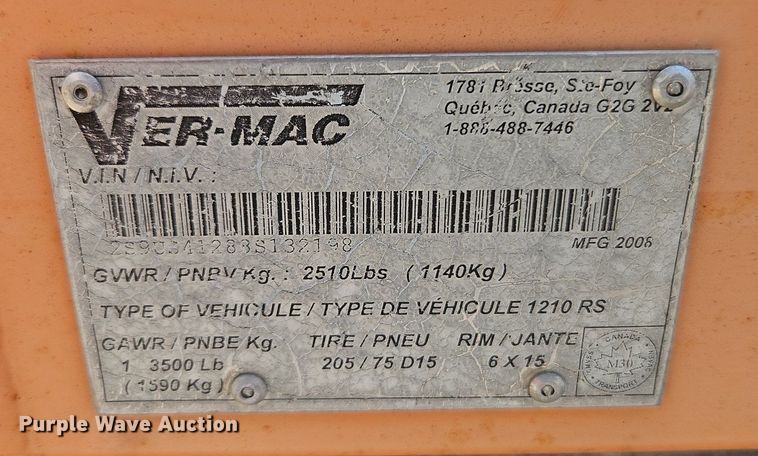 VER-MAC
1781 Bresse, Ste-Foy
Québec, Canada G2G 2V2
1-888-488-7446
V.I.N / N.I.V. :
MFG 2008
GVWR / PNBV Kg. : 2510Lbs ( 1140Kg )
TYPE OF VEHICULE / TYPE DE VÉHICULE 1210 RS
GAWR / PNBE Kg. TIRE / PNEU RIM / JANTE
1 3500 Lb 205 / 75 D15 6 X 15
( 1590 Kg )
CANADA
M30
TRANSPORT
Purple Wave Auction